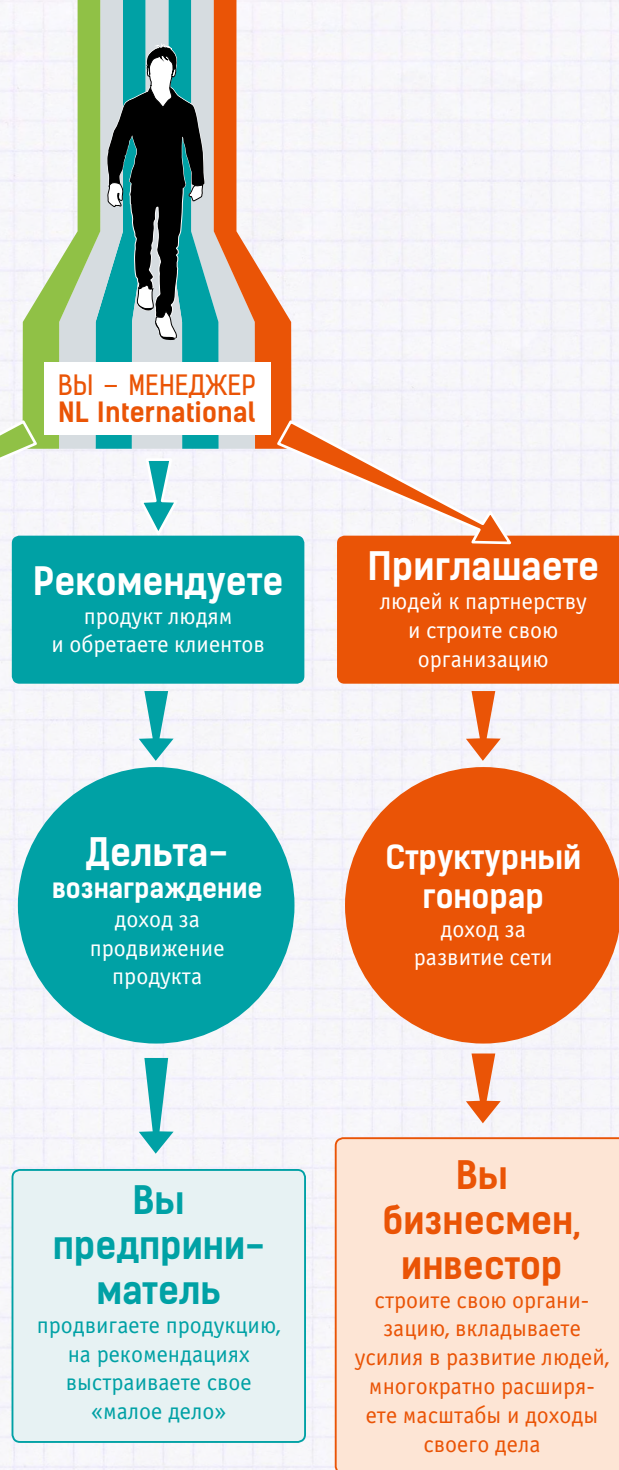 ВЫ – МЕНЕДЖЕР
NL International
Рекомендуете
продукт людям
и обретаете клиентов
Дельта-
вознаграждение
доход за
продвижение
продукта
Вы
предприни-
матель
продвигаете продукцию,
на рекомендациях
выстраиваете свое
«малое дело»
Приглашаете
людей к партнерству
и строите свою
организацию
Структурный
гонорар
доход за
развитие сети
Вы
бизнесмен,
инвестор
строите свою органи-
зацию, вкладываете
усилия в развитие людей,
многократно расширя-
ете масштабы и доходы
своего дела